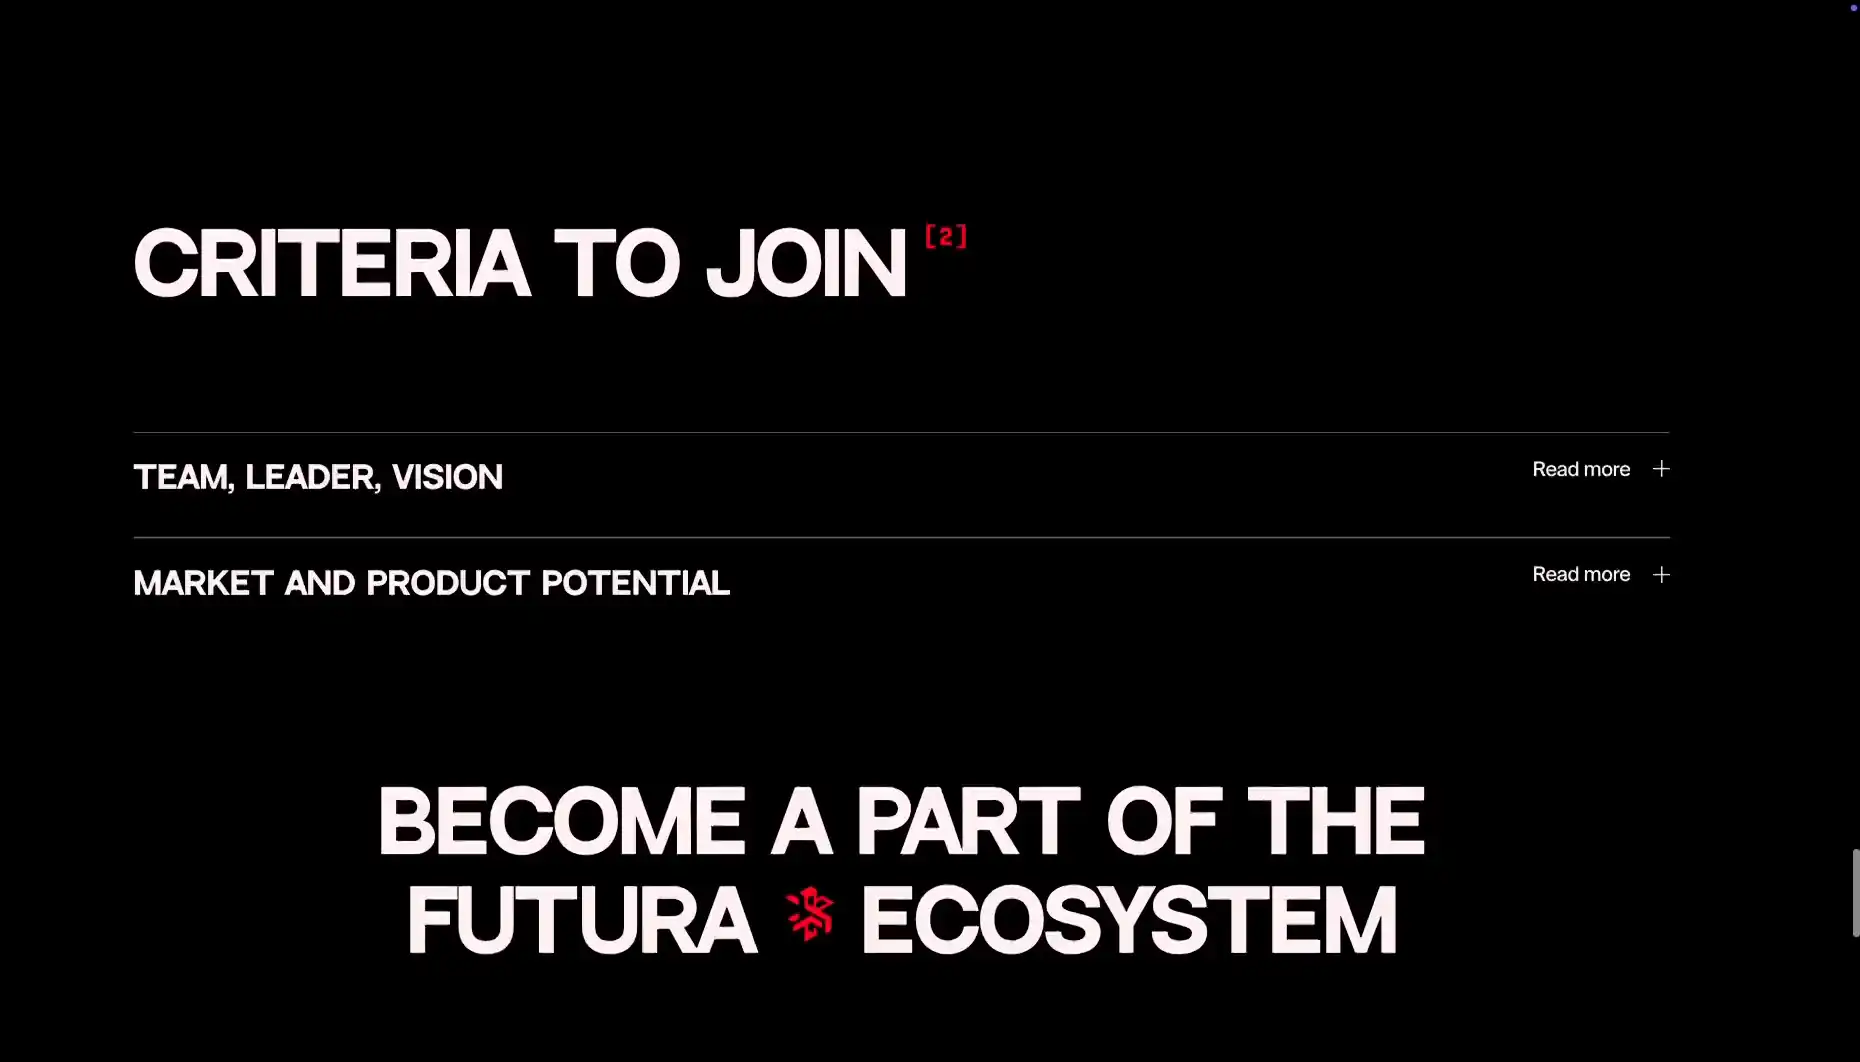 CRITERIA TO JOIN [2]
TEAM, LEADER, VISION
Read more
MARKET AND PRODUCT POTENTIAL
Read more
BECOME A PART OF THE
FUTURA ECOSYSTEM